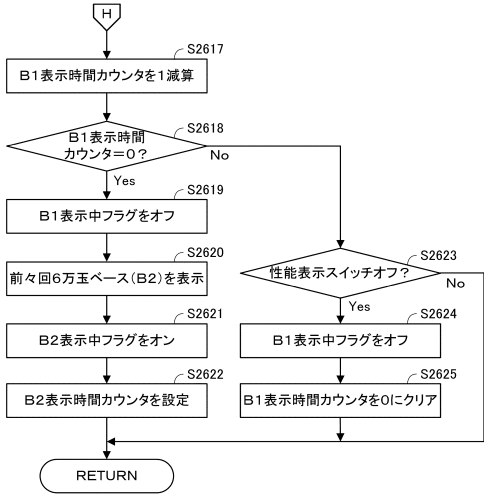 H
S2617
B1表示時間カウンタを1減算
S2618
B1表示時間
カウンタ=0?
No
Yes
S2619
B1表示中フラグをオフ
S2620
前々回6万玉ベース(B2)を表示
S2621
B2表示中フラグをオン
S2622
B2表示時間カウンタを設定
S2623
性能表示スイッチオフ?
No
Yes
S2624
B1表示中フラグをオフ
S2625
B1表示時間カウンタを0にクリア
RETURN